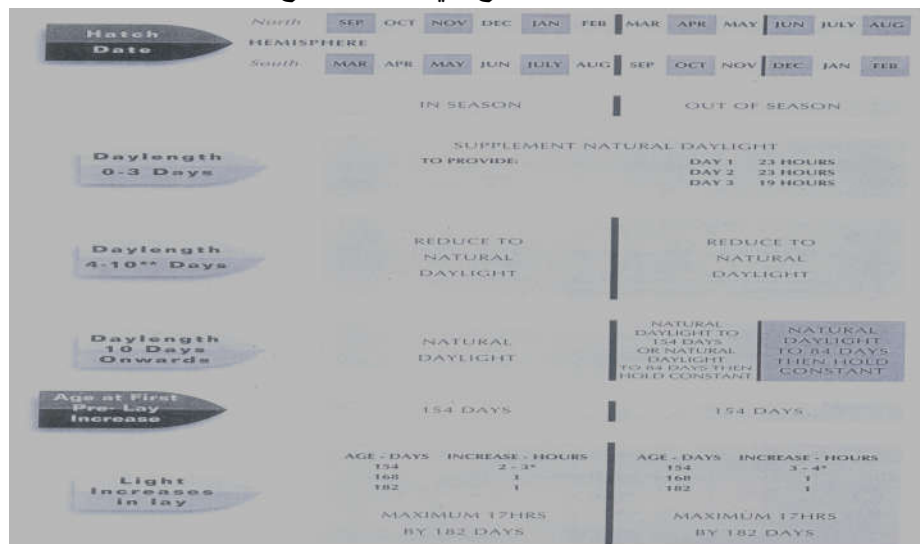 Hatch
Date
North SEP OCT NOV DEC JAN FEB MAR APR MAY JUN JULY AUG
HEMISPHERE
South MAR APR MAY JUN JULY AUG SEP OCT NOV DEC JAN FEB
IN SEASON OUT OF SEASON
Daylength
0-3 Days
SUPPLEMENT NATURAL DAYLIGHT
TO PROVIDE: DAY 1 23 HOURS
DAY 2 23 HOURS
DAY 3 19 HOURS
Daylength
4-10** Days
REDUCE TO
NATURAL
DAYLIGHT
REDUCE TO
NATURAL
DAYLIGHT
Daylength
10 Days
Onwards
NATURAL
DAYLIGHT
NATURAL
DAYLIGHT TO
154 DAYS
OR NATURAL
DAYLIGHT
TO 84 DAYS THEN
HOLD CONSTANT
NATURAL
DAYLIGHT
TO 84 DAYS
THEN HOLD
CONSTANT
Age at First
Pre-Lay
Increase
154 DAYS 154 DAYS
Light
Increases
in lay
AGE - DAYS INCREASE - HOURS
154 2 - 3*
168 1
182 1
MAXIMUM 17HRS
BY 182 DAYS
AGE - DAYS INCREASE - HOURS
154 3 - 4*
168 1
182 1
MAXIMUM 17HRS
BY 182 DAYS